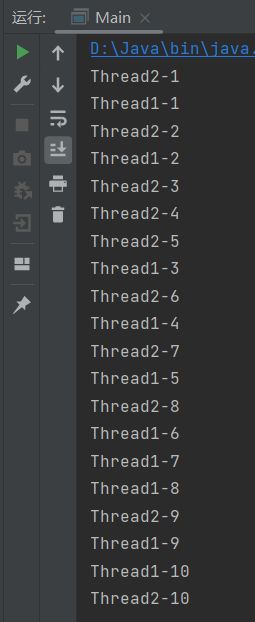 运行: Main
D:\Java\bin\java.
Thread2-1
Thread1-1
Thread2-2
Thread1-2
Thread2-3
Thread2-4
Thread2-5
Thread1-3
Thread2-6
Thread1-4
Thread2-7
Thread1-5
Thread2-8
Thread1-6
Thread1-7
Thread1-8
Thread2-9
Thread1-9
Thread1-10
Thread2-10